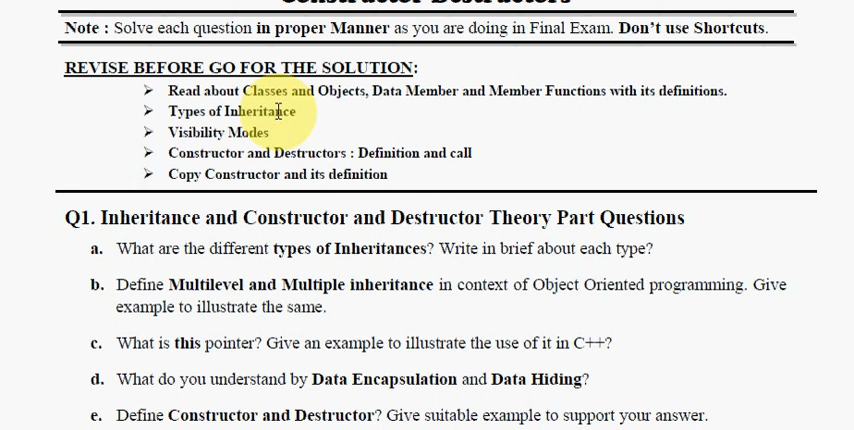 Note : Solve each question in proper Manner as you are doing in Final Exam. Don't use Shortcuts.
REVISE BEFORE GO FOR THE SOLUTION:
➢ Read about Classes and Objects, Data Member and Member Functions with its definitions.
➢ Types of Inheritance
➢ Visibility Modes
➢ Constructor and Destructors : Definition and call
➢ Copy Constructor and its definition
Q1. Inheritance and Constructor and Destructor Theory Part Questions
a. What are the different types of Inheritances? Write in brief about each type?
b. Define Multilevel and Multiple inheritance in context of Object Oriented programming. Give
example to illustrate the same.
c. What is this pointer? Give an example to illustrate the use of it in C++?
d. What do you understand by Data Encapsulation and Data Hiding?
e. Define Constructor and Destructor? Give suitable example to support your answer.